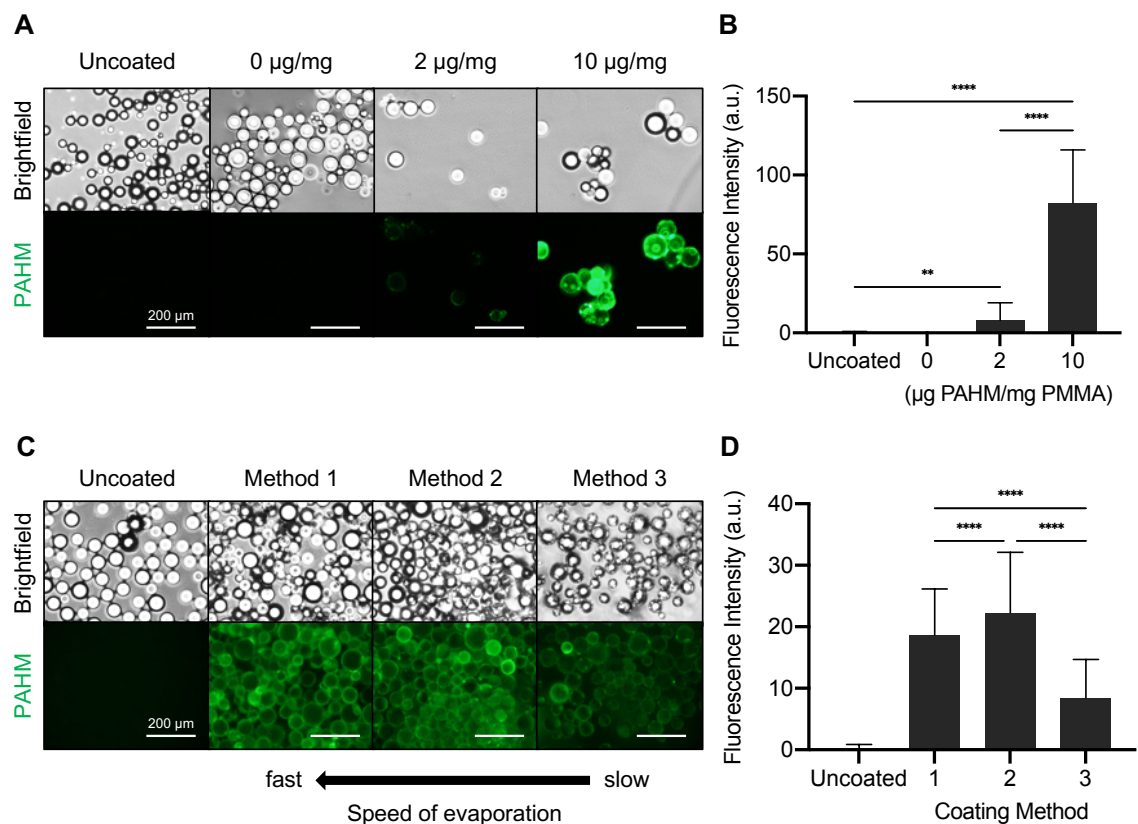 A
Uncoated 0 µg/mg 2 µg/mg 10 µg/mg
Brightfield
PAHM
200 µm
B
Fluorescence Intensity (a.u.)
150
100
50
0
****
****
**
Uncoated 0 2 10
(µg PAHM/mg PMMA)
C
Uncoated Method 1 Method 2 Method 3
Brightfield
PAHM
200 µm
fast slow
Speed of evaporation
D
Fluorescence Intensity (a.u.)
40
30
20
10
0
****
**** ****
Uncoated 1 2 3
Coating Method